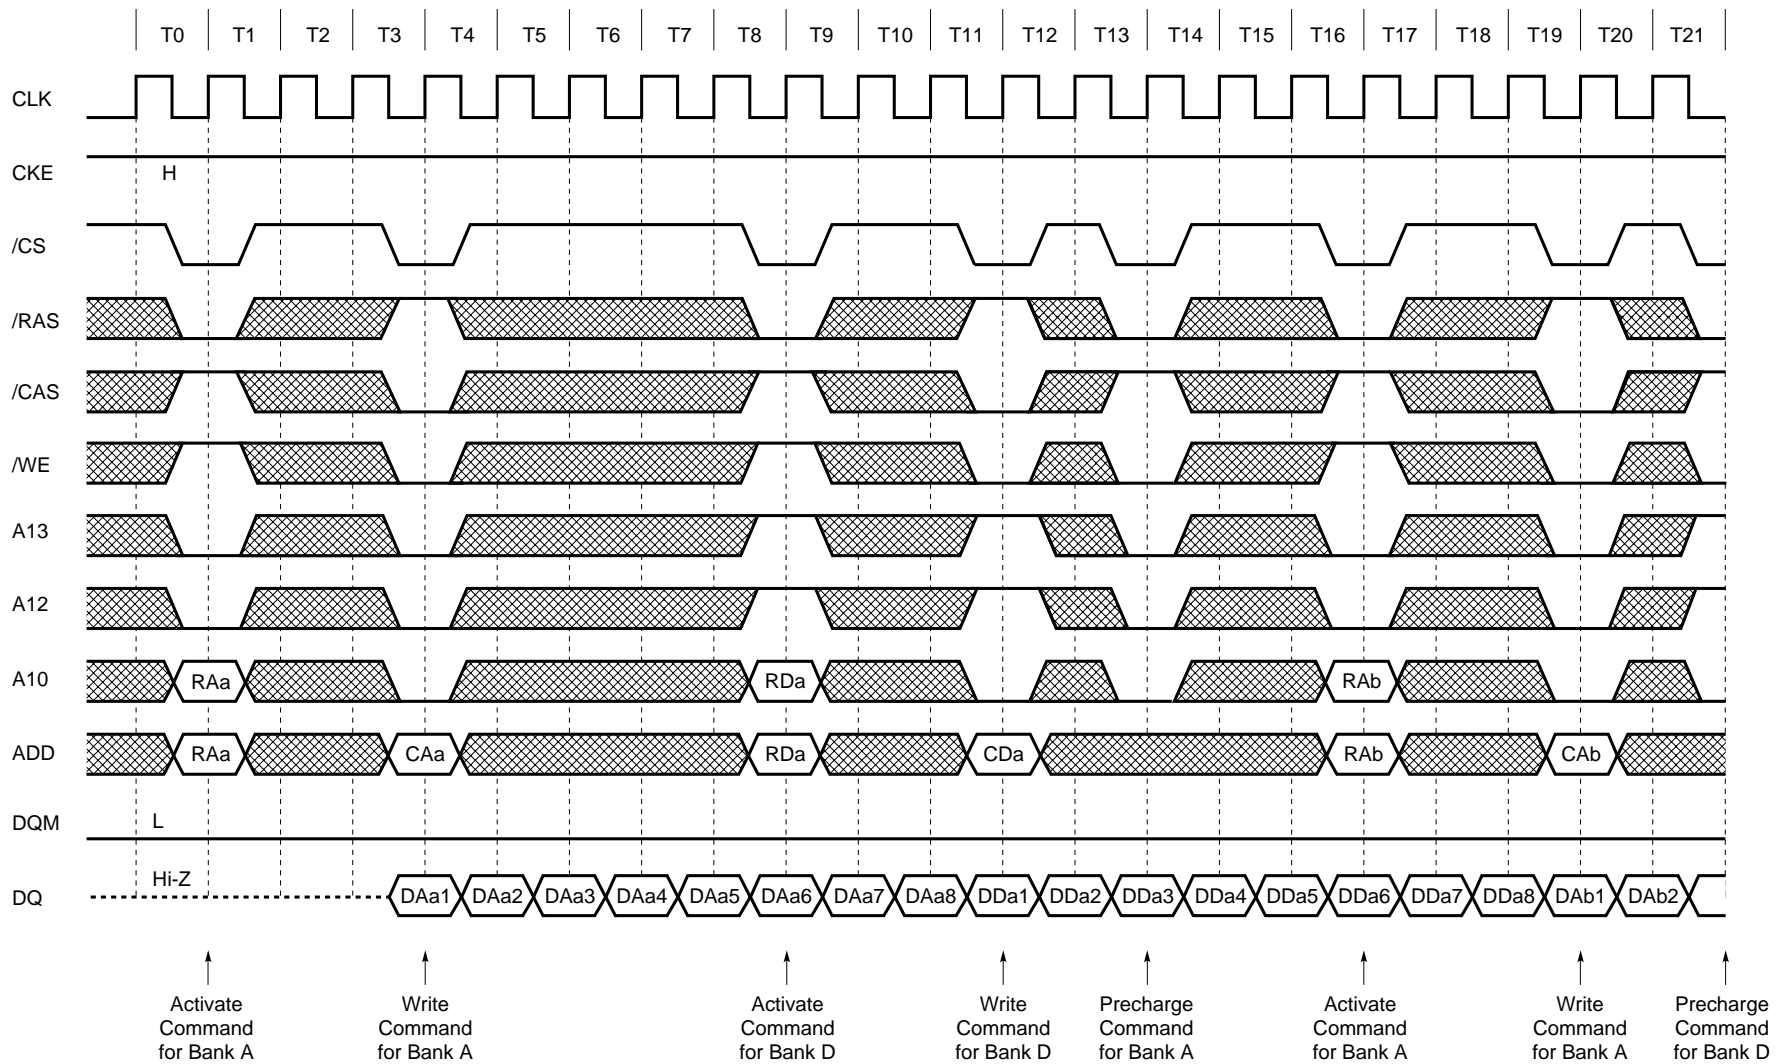 T0 T1 T2 T3 T4 T5 T6 T7 T8 T9 T10 T11 T12 T13 T14 T15 T16 T17 T18 T19 T20 T21
CLK
CKE H
/CS
/RAS
/CAS
/WE
A13
A12
A10 RAa RDa RAb
ADD RAa CAa RDa CDa RAb CAb
DQM L
DQ Hi-Z DAa1 DAa2 DAa3 DAa4 DAa5 DAa6 DAa7 DAa8 DDa1 DDa2 DDa3 DDa4 DDa5 DDa6 DDa7 DDa8 DAb1 DAb2
Activate
Command
for Bank A
Write
Command
for Bank A
Activate
Command
for Bank D
Write
Command
for Bank D
Precharge
Command
for Bank A
Activate
Command
for Bank A
Write
Command
for Bank A
Precharge
Command
for Bank D